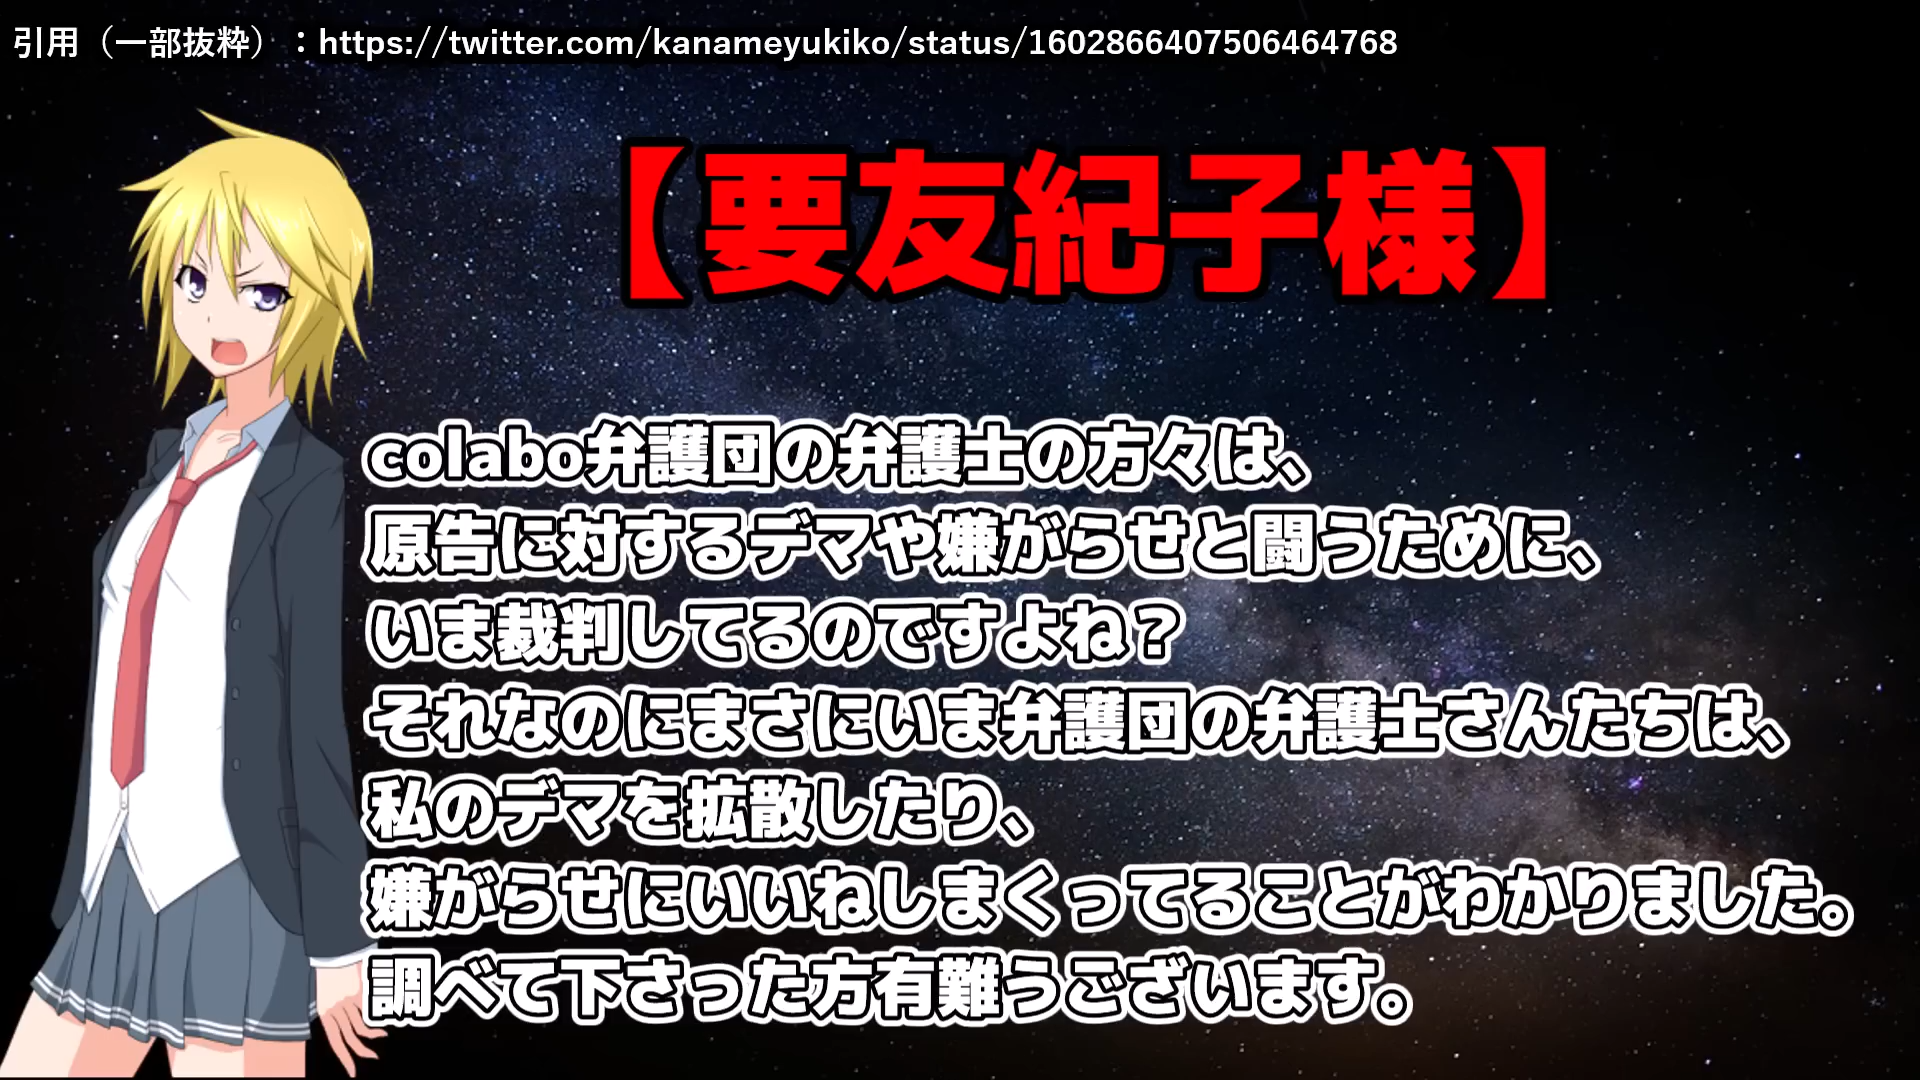 引用（一部抜粋）：https://twitter.com/kanameyukiko/status/1602866407506464768
【要友紀子様】
colabo弁護団の弁護士の方々は、
原告に対するデマや嫌がらせと闘うために、
いま裁判してるのですよね？
それなのにまさにいま弁護団の弁護士さんたちは、
私のデマを拡散したり、
嫌がらせにいいねしまくってることがわかりました。
調べて下さった方有難うございます。